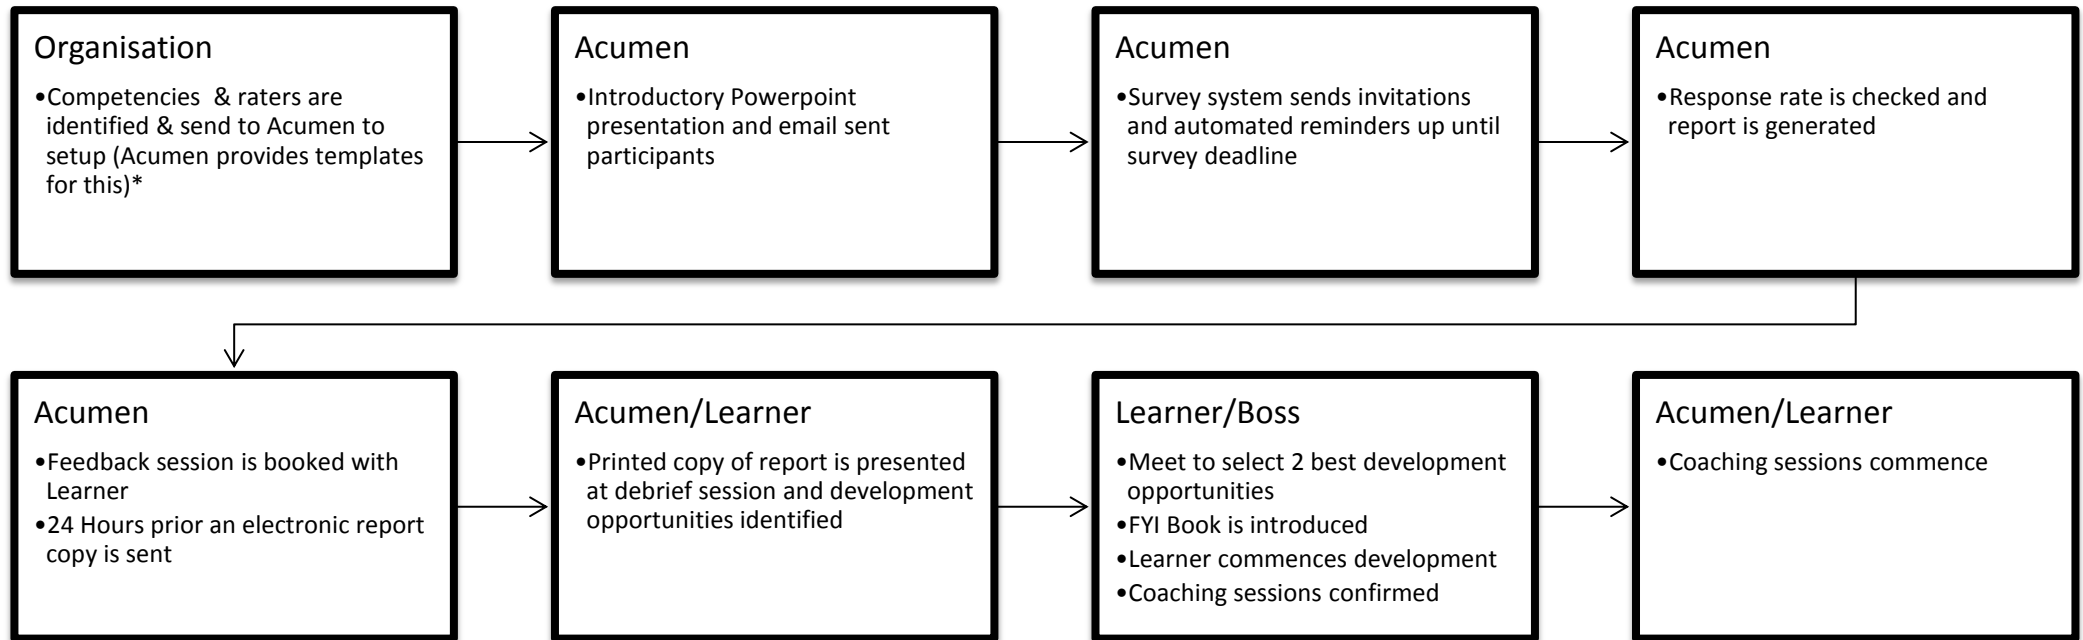 Organisation
•Competencies & raters are
identified & send to Acumen to
setup (Acumen provides templates
for this)*
Acumen
•Introductory Powerpoint
presentation and email sent
participants
Acumen
•Survey system sends invitations
and automated reminders up until
survey deadline
Acumen
•Response rate is checked and
report is generated
Acumen
•Feedback session is booked with
Learner
•24 Hours prior an electronic report
copy is sent
Acumen/Learner
•Printed copy of report is presented
at debrief session and development
opportunities identified
Learner/Boss
•Meet to select 2 best development
opportunities
•FYI Book is introduced
•Learner commences development
•Coaching sessions confirmed
Acumen/Learner
•Coaching sessions commence